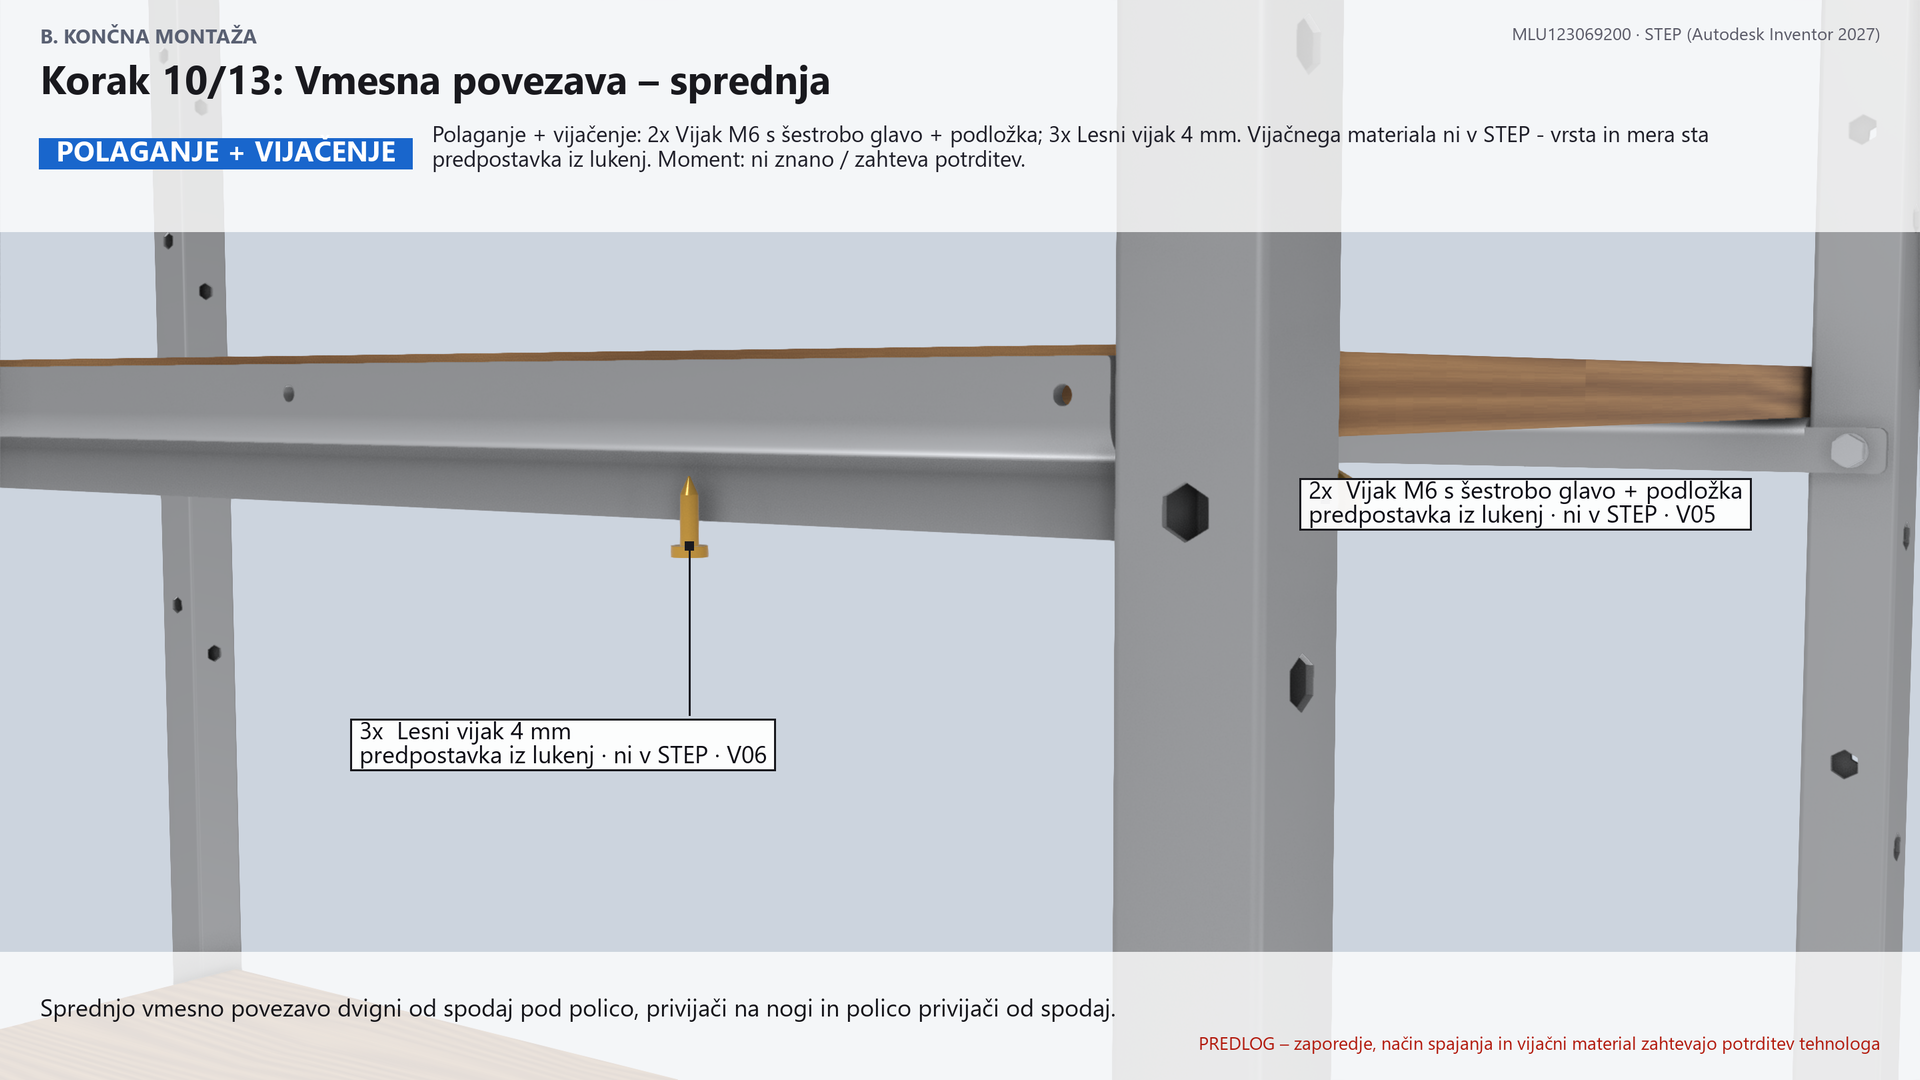 B. KONČNA MONTAŽA
MLU123069200 · STEP (Autodesk Inventor 2027)
Korak 10/13: Vmesna povezava – sprednja
POLAGANJE + VIJAČENJE
Polaganje + vijačenje: 2x Vijak M6 s šestrobo glavo + podložka; 3x Lesni vijak 4 mm. Vijačnega materiala ni v STEP - vrsta in mera sta
predpostavka iz lukenj. Moment: ni znano / zahteva potrditev.
2x  Vijak M6 s šestrobo glavo + podložka
predpostavka iz lukenj · ni v STEP · V05
3x  Lesni vijak 4 mm
predpostavka iz lukenj · ni v STEP · V06
Sprednjo vmesno povezavo dvigni od spodaj pod polico, privijači na nogi in polico privijači od spodaj.
PREDLOG – zaporedje, način spajanja in vijačni material zahtevajo potrditev tehnologa